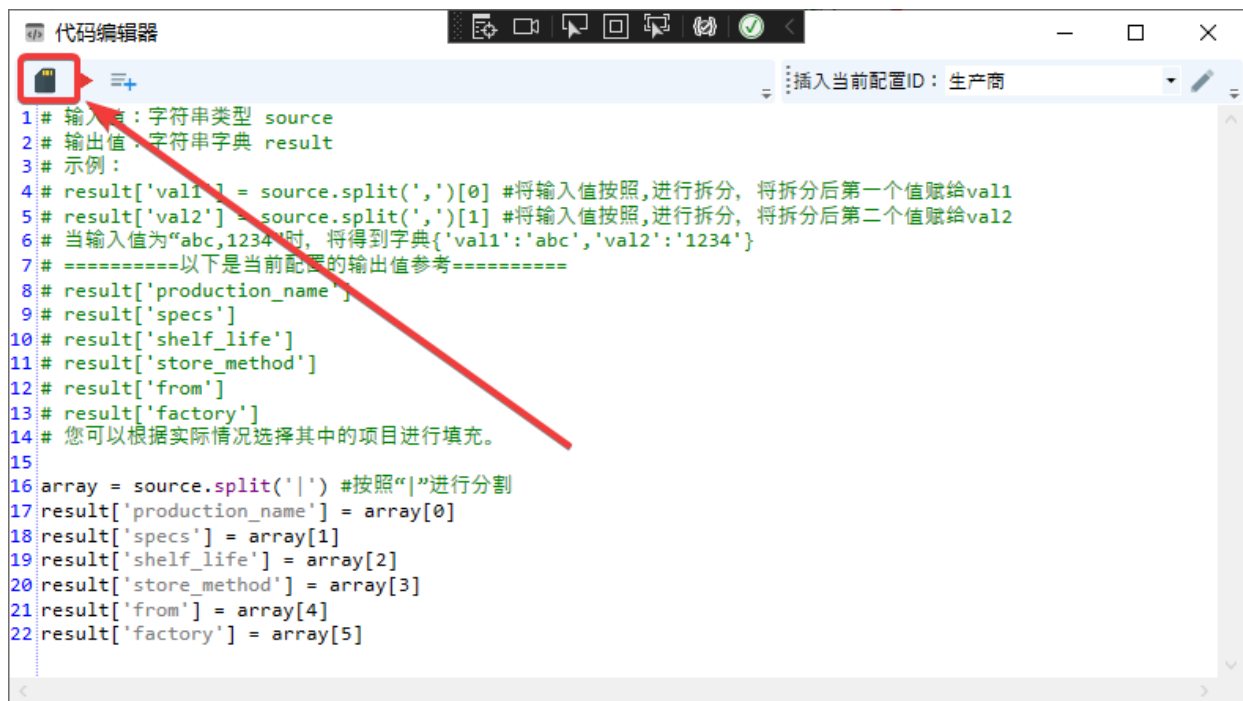 代码编辑器
插入当前配置ID： 生产商
1 # 输入值：字符串类型 source
2 # 输出值：字符串字典 result
3 # 示例：
4 # result['val1'] = source.split(',')[0] #将输入值按照,进行拆分，将拆分后第一个值赋给val1
5 # result['val2'] = source.split(',')[1] #将输入值按照,进行拆分，将拆分后第二个值赋给val2
6 # 当输入值为“abc,1234”时，将得到字典{'val1':'abc','val2':'1234'}
7 # ==========以下是当前配置的输出值参考==========
8 # result['production_name']
9 # result['specs']
10 # result['shelf_life']
11 # result['store_method']
12 # result['from']
13 # result['factory']
14 # 您可以根据实际情况选择其中的项目进行填充。
15
16 array = source.split('|') #按照“|”进行分割
17 result['production_name'] = array[0]
18 result['specs'] = array[1]
19 result['shelf_life'] = array[2]
20 result['store_method'] = array[3]
21 result['from'] = array[4]
22 result['factory'] = array[5]